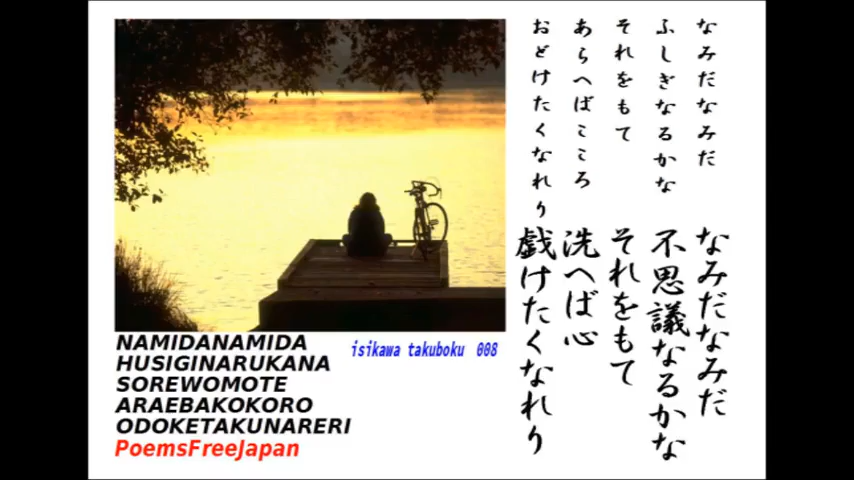 なみだなみだ
ふしぎなるかな
それをもて
あらへばこころ
おどけたくなれり
なみだなみだ
不思議なるかな
それをもて
洗へば心
戯けたくなれり
NAMIDANAMIDA
HUSIGINARUKANA
SOREWOMOTE
ARAEBAKOKORO
ODOKETAKUNARERI
PoemsFreeJapan
isikawa takuboku 008